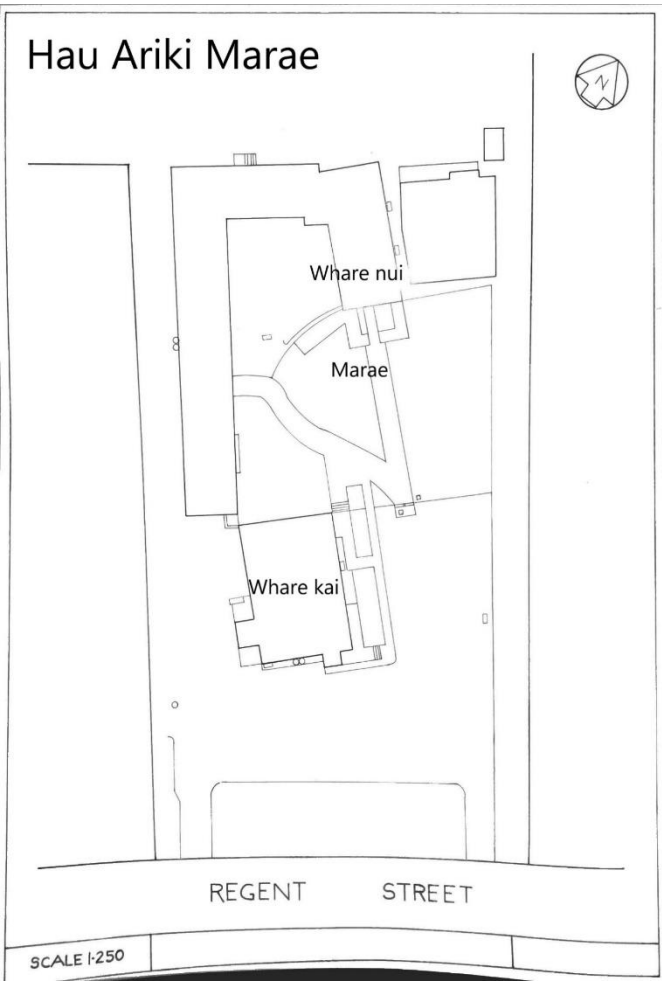 Hau Ariki Marae
N
Whare nui
Marae
Whare kai
REGENT STREET
SCALE 1-250